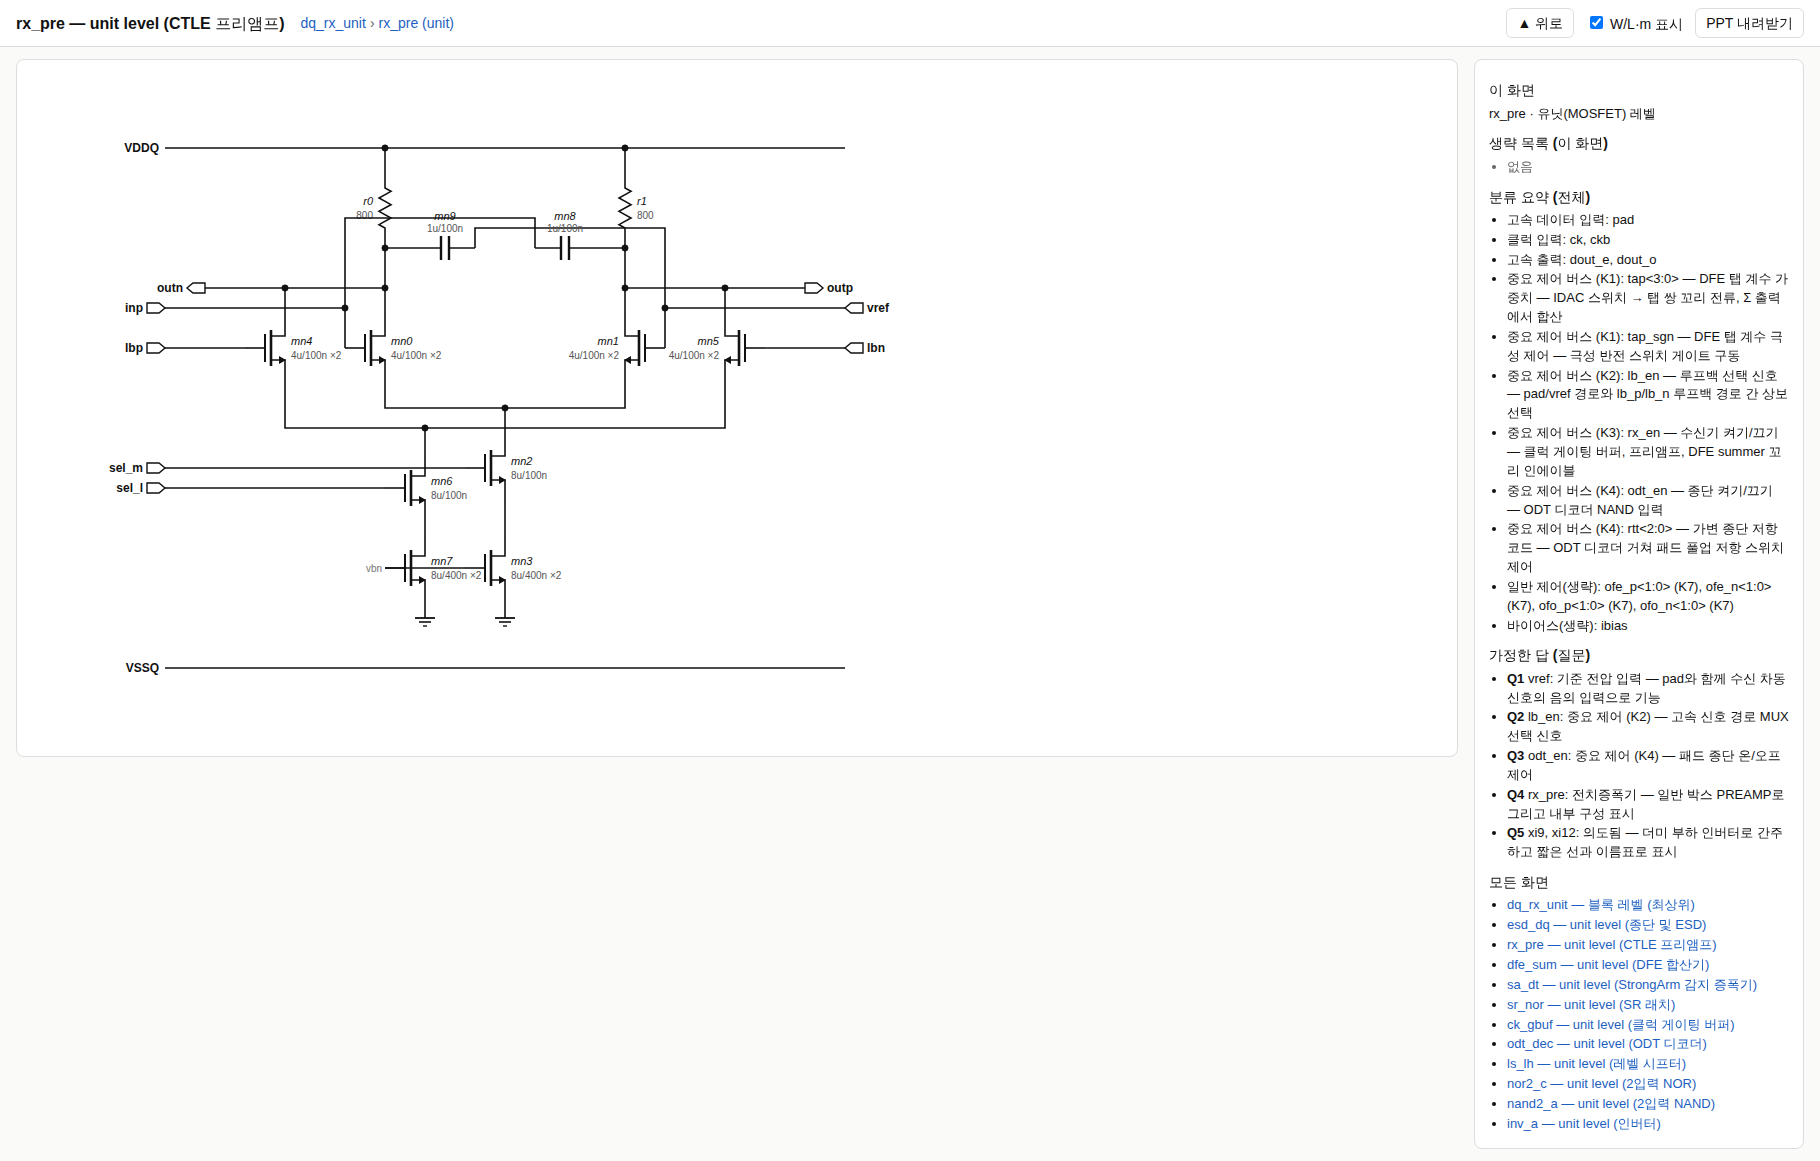 rx_pre — unit level (CTLE 프리앰프) dq_rx_unit › rx_pre (unit) ▲ 위로 W/L·m 표시 PPT 내려받기
VDDQ
r0
800
mn9
1u/100n
mn8
1u/100n
r1
800
outn
outp
inp
vref
lbp
lbn
mn4
4u/100n ×2
mn0
4u/100n ×2
mn1
4u/100n ×2
mn5
4u/100n ×2
sel_m
sel_l
mn2
8u/100n
mn6
8u/100n
vbn
mn7
8u/400n ×2
mn3
8u/400n ×2
VSSQ
이 화면
rx_pre · 유닛(MOSFET) 레벨
생략 목록 (이 화면)
없음
분류 요약 (전체)
고속 데이터 입력: pad
클럭 입력: ck, ckb
고속 출력: dout_e, dout_o
중요 제어 버스 (K1): tap<3:0> — DFE 탭 계수 가
중치 — IDAC 스위치 → 탭 쌍 꼬리 전류, Σ 출력
에서 합산
중요 제어 버스 (K1): tap_sgn — DFE 탭 계수 극
성 제어 — 극성 반전 스위치 게이트 구동
중요 제어 버스 (K2): lb_en — 루프백 선택 신호
— pad/vref 경로와 lb_p/lb_n 루프백 경로 간 상보
선택
중요 제어 버스 (K3): rx_en — 수신기 켜기/끄기
— 클럭 게이팅 버퍼, 프리앰프, DFE summer 꼬
리 인에이블
중요 제어 버스 (K4): odt_en — 종단 켜기/끄기
— ODT 디코더 NAND 입력
중요 제어 버스 (K4): rtt<2:0> — 가변 종단 저항
코드 — ODT 디코더 거쳐 패드 풀업 저항 스위치
제어
일반 제어(생략): ofe_p<1:0> (K7), ofe_n<1:0>
(K7), ofo_p<1:0> (K7), ofo_n<1:0> (K7)
바이어스(생략): ibias
가정한 답 (질문)
Q1 vref: 기준 전압 입력 — pad와 함께 수신 차동
신호의 음의 입력으로 기능
Q2 lb_en: 중요 제어 (K2) — 고속 신호 경로 MUX
선택 신호
Q3 odt_en: 중요 제어 (K4) — 패드 종단 온/오프
제어
Q4 rx_pre: 전치증폭기 — 일반 박스 PREAMP로
그리고 내부 구성 표시
Q5 xi9, xi12: 의도됨 — 더미 부하 인버터로 간주
하고 짧은 선과 이름표로 표시
모든 화면
dq_rx_unit — 블록 레벨 (최상위)
esd_dq — unit level (종단 및 ESD)
rx_pre — unit level (CTLE 프리앰프)
dfe_sum — unit level (DFE 합산기)
sa_dt — unit level (StrongArm 감지 증폭기)
sr_nor — unit level (SR 래치)
ck_gbuf — unit level (클럭 게이팅 버퍼)
odt_dec — unit level (ODT 디코더)
ls_lh — unit level (레벨 시프터)
nor2_c — unit level (2입력 NOR)
nand2_a — unit level (2입력 NAND)
inv_a — unit level (인버터)